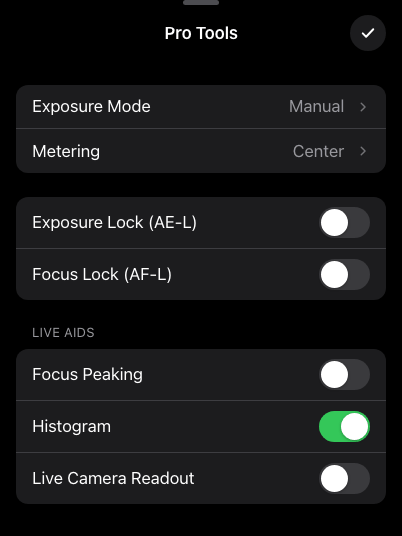 Pro Tools
Exposure Mode Manual
Metering Center
Exposure Lock (AE-L)
Focus Lock (AF-L)
LIVE AIDS
Focus Peaking
Histogram
Live Camera Readout